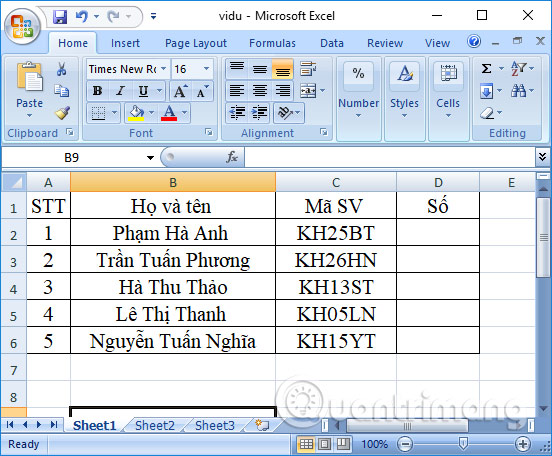 vidu - Microsoft Excel
Home Insert Page Layout Formulas Data Review View
Times New Ro 16
Paste B I U A A A % Number Styles Cells Σ
Clipboard Font Alignment Editing
B9 fx
A B C D E
1 STT Họ và tên Mã SV Số
2 1 Phạm Hà Anh KH25BT
3 2 Trần Tuấn Phương KH26HN
4 3 Hà Thu Thảo KH13ST
5 4 Lê Thị Thanh KH05LN
6 5 Nguyễn Tuấn Nghĩa KH15YT
7
8
Quantrimang
Sheet1 Sheet2 Sheet3
Ready 100%